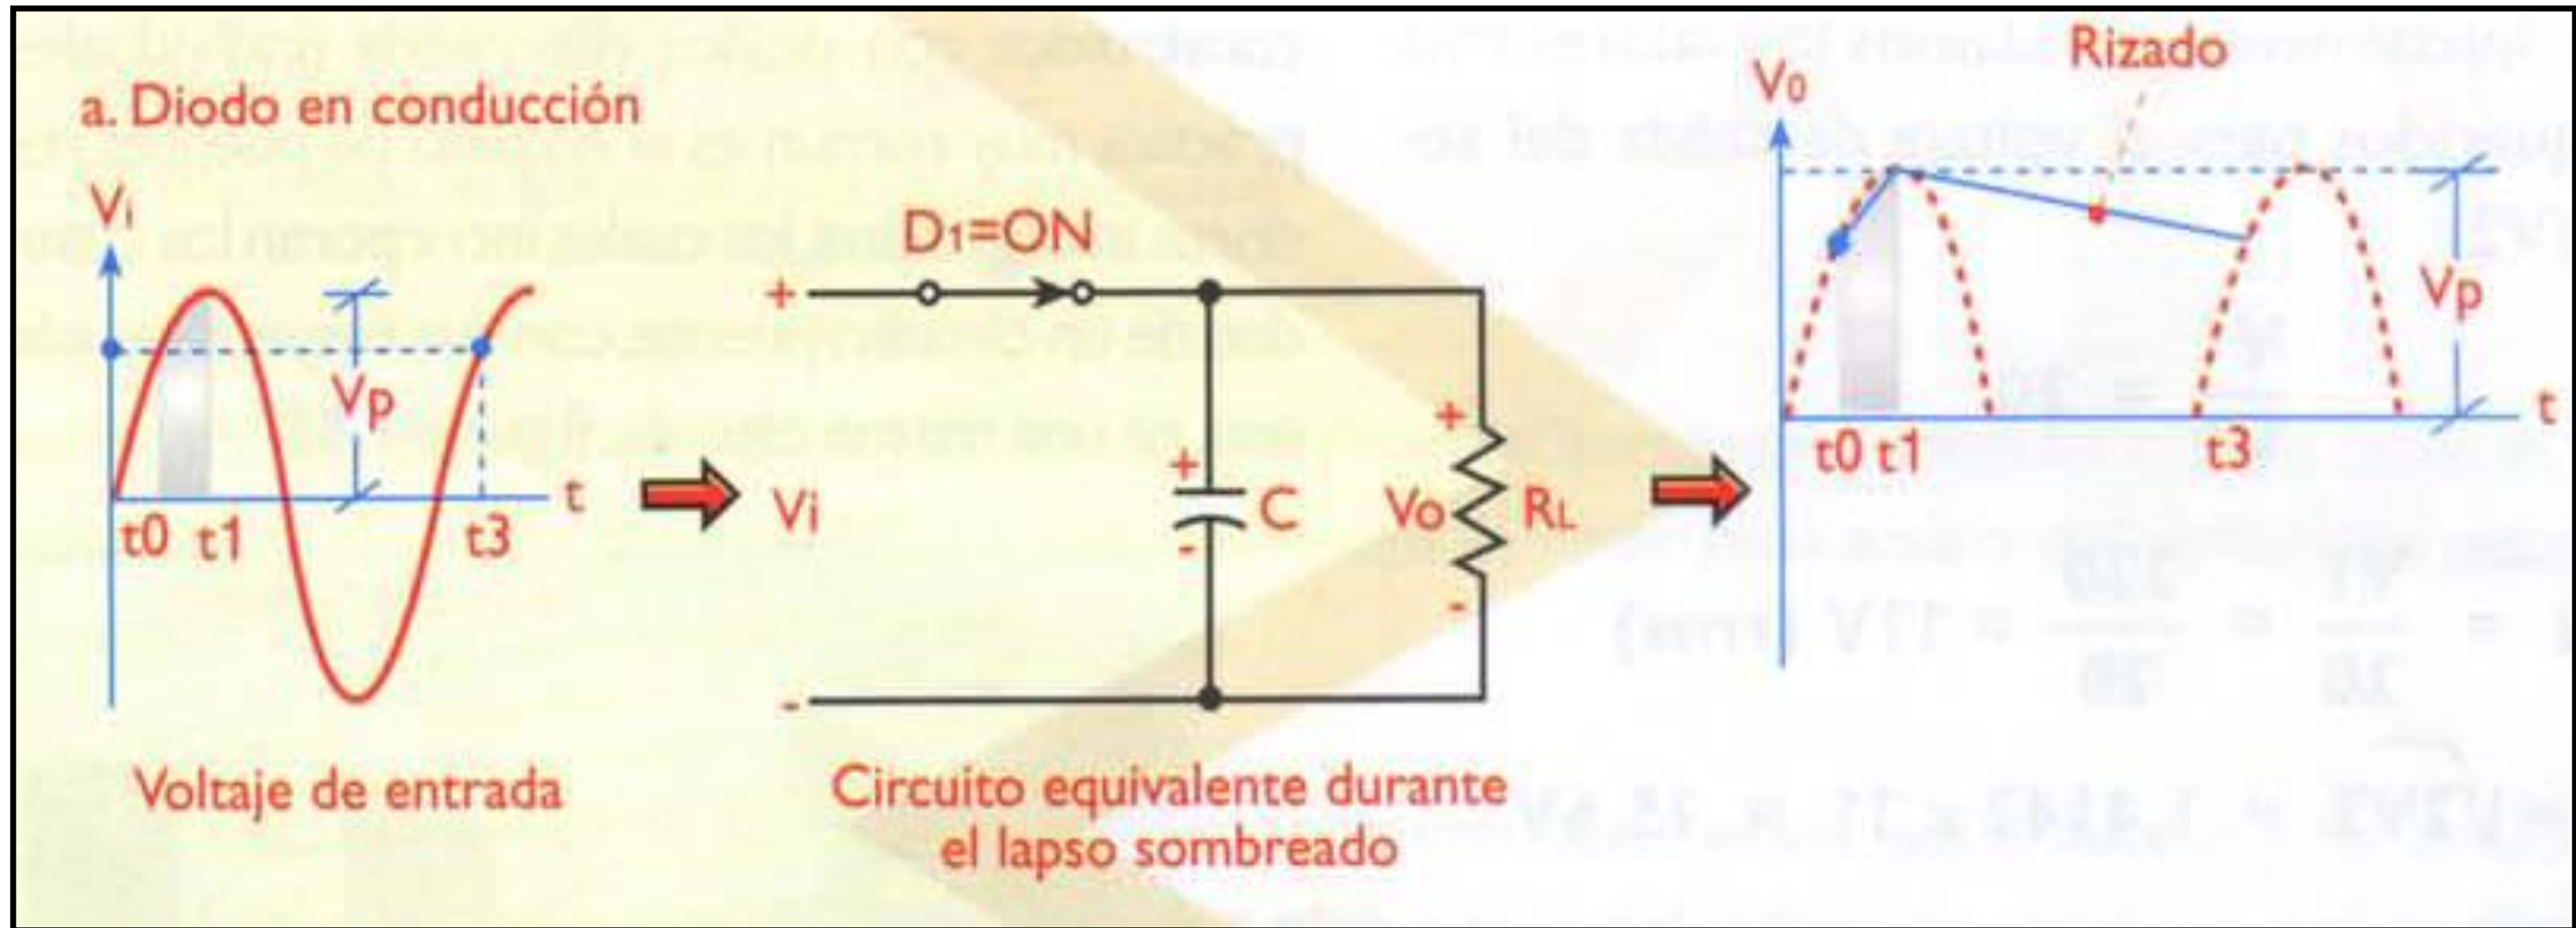 a. Diodo en conducción
Vi
Vp
t0 t1
t3
t
Voltaje de entrada
D1=ON
+
-
Vi
+
-
C
+
Vo
-
RL
Circuito equivalente durante
el lapso sombreado
V0
Rizado
Vp
t0 t1
t3
t